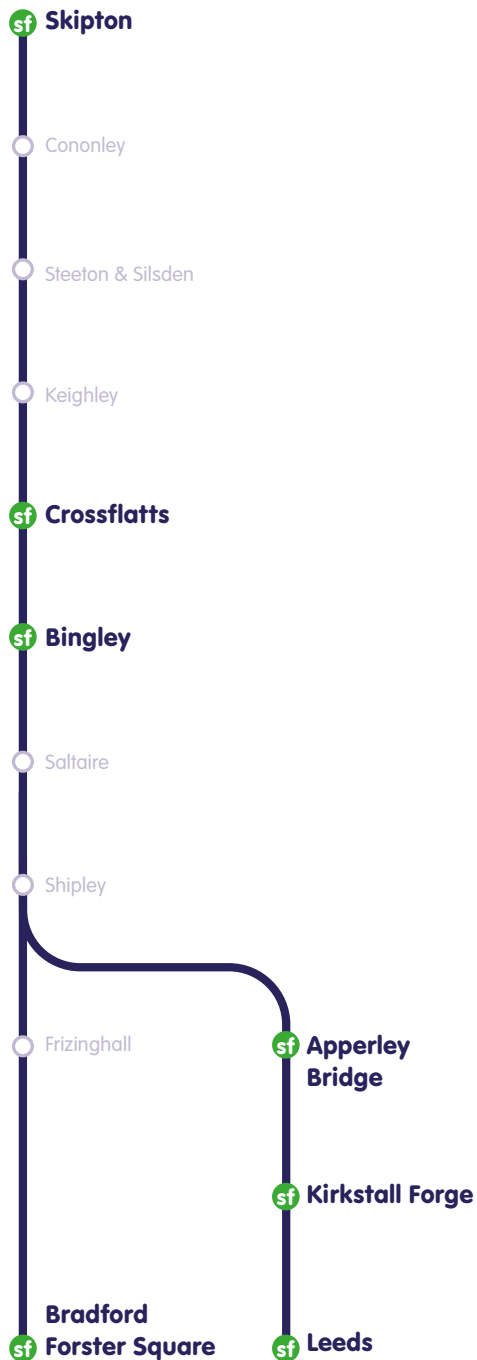 sf Skipton
Cononley
Steeton & Silsden
Keighley
sf Crossflatts
sf Bingley
Saltaire
Shipley
Frizinghall
sf Apperley
Bridge
sf Kirkstall Forge
Bradford
sf Forster Square
sf Leeds